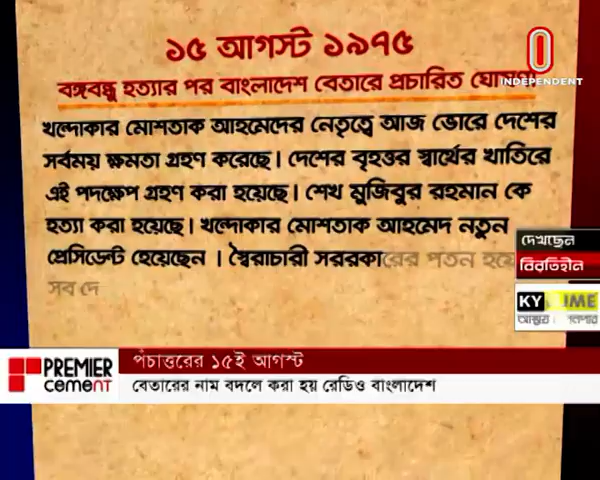 ১৫ আগস্ট ১৯৭৫
INDEPENDENT
বঙ্গবন্ধু হত্যার পর বাংলাদেশ বেতারে প্রচারিত
খন্দোকার মোশতাক আহমেদের নেতৃত্বে আজ ভোরে দেশের
সর্বময় ক্ষমতা গ্রহণ করেছে। দেশের বৃহত্তর স্বার্থের খাতিরে
এই পদক্ষেপ গ্রহণ করা হয়েছে। শেখ মুজিবুর রহমান কে
হত্যা করা হয়েছে। খন্দোকার মোশতাক আহমেদ নতুন
প্রেসিডেন্ট হেয়েছেন । স্বৈরাচারী সররকারের পতন হয়ে
সব দে
দেখছেন
বিরতিহীন
KY
PREMIER
cement
পঁচাত্তরের ১৫ই আগস্ট
বেতারের নাম বদলে করা হয় রেডিও বাংলাদেশ